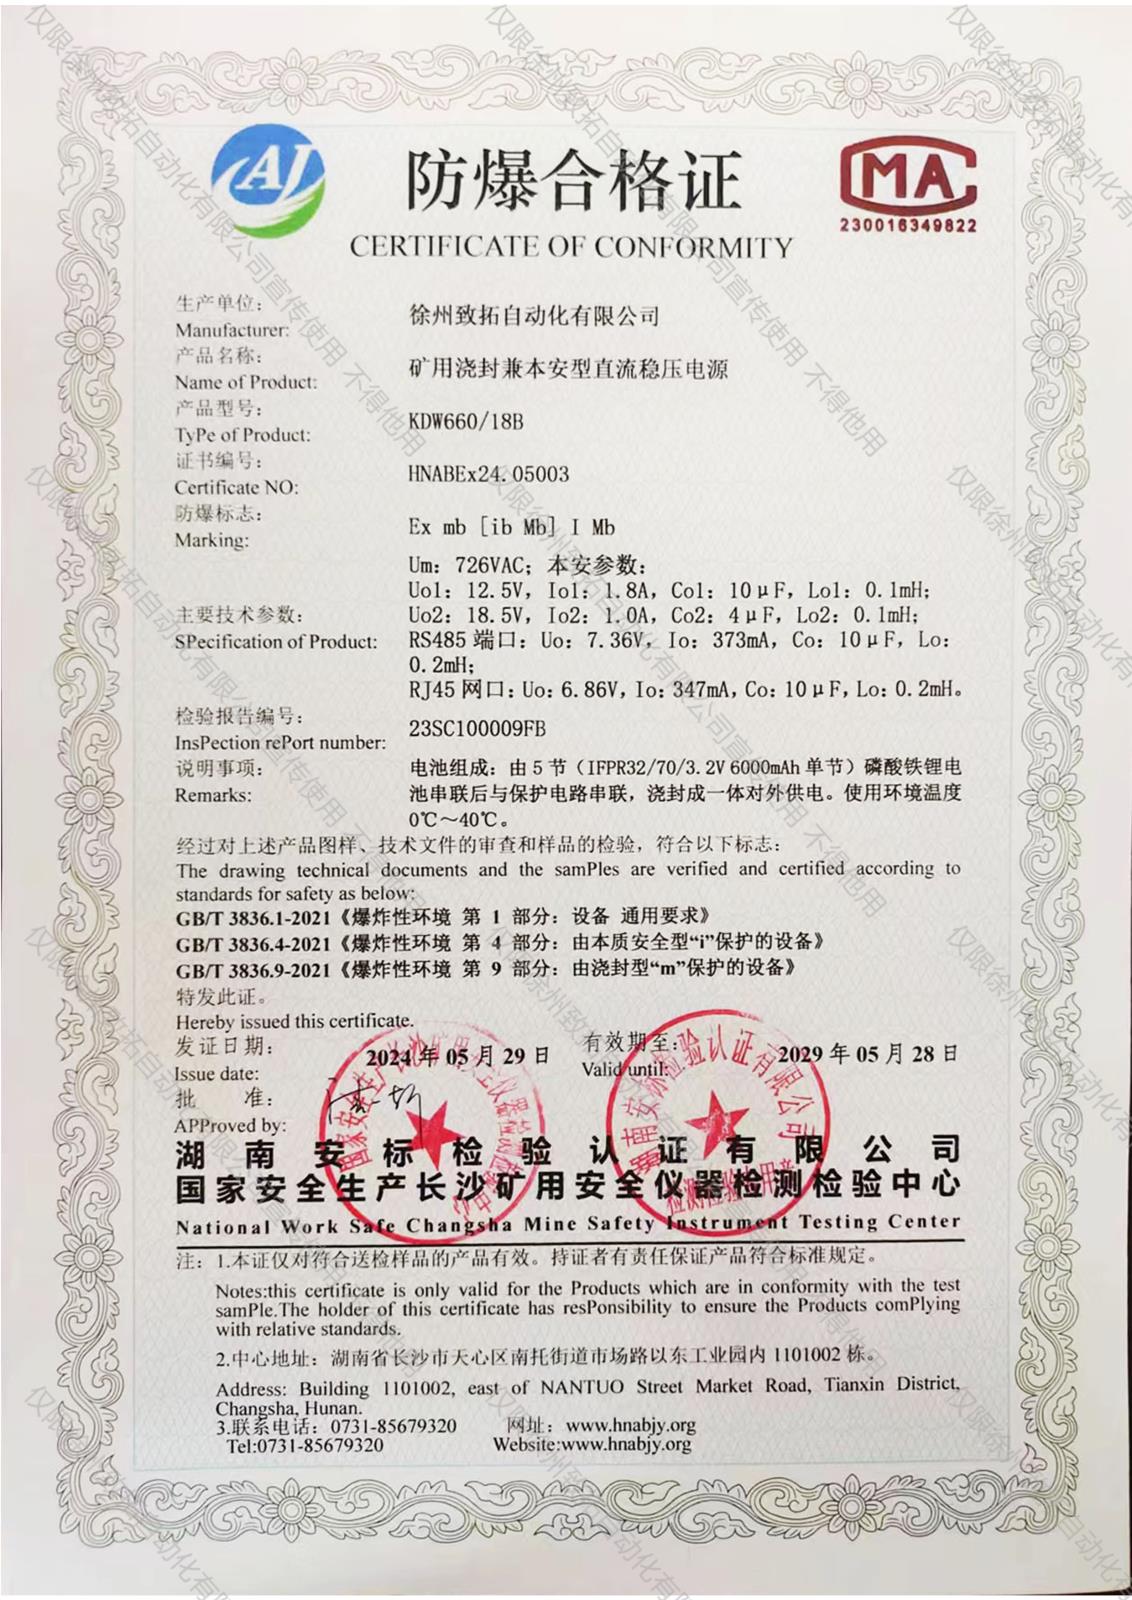 AJ
防爆合格证
CERTIFICATE OF CONFORMITY
MA
230016349822
生产单位：
Manufacturer:
徐州致拓自动化有限公司
产品名称：
Name of Product:
矿用浇封兼本安型直流稳压电源
产品型号：
TyPe of Product:
KDW660/18B
证书编号：
Certificate NO:
HNABEx24.05003
防爆标志：
Marking:
Ex mb [ib Mb] I Mb
主要技术参数：
SPecification of Product:
Um: 726VAC; 本安参数：
Uo1: 12.5V, Io1: 1.8A, Co1: 10μF, Lo1: 0.1mH;
Uo2: 18.5V, Io2: 1.0A, Co2: 4μF, Lo2: 0.1mH;
RS485 端口：Uo: 7.36V, Io: 373mA, Co: 10μF, Lo:
0.2mH;
RJ45 网口：Uo: 6.86V, Io: 347mA, Co: 10μF, Lo: 0.2mH。
检验报告编号：
InsPection rePort number:
23SC100009FB
说明事项：
Remarks:
电池组成：由 5 节（IFPR32/70/3.2V 6000mAh 单节）磷酸铁锂电
池串联后与保护电路串联，浇封成一体对外供电。使用环境温度
0℃～40℃。
经过对上述产品图样、技术文件的审查和样品的检验，符合以下标志：
The drawing technical documents and the samPles are verified and certified according to
standards for safety as below:
GB/T 3836.1-2021《爆炸性环境 第 1 部分：设备 通用要求》
GB/T 3836.4-2021《爆炸性环境 第 4 部分：由本质安全型“i”保护的设备》
GB/T 3836.9-2021《爆炸性环境 第 9 部分：由浇封型“m”保护的设备》
特发此证。
Hereby issued this certificate.
发证日期：
Issue date:
2024 年 05 月 29 日
有效期至：
Valid until:
2029 年 05 月 28 日
批　　准：
APProved by:
湖南安标检验认证有限公司
国家安全生产长沙矿用安全仪器检测检验中心
National Work Safe Changsha Mine Safety Instrument Testing Center
注：1.本证仅对符合送检样品的产品有效。持证者有责任保证产品符合标准规定。
Notes:this certificate is only valid for the Products which are in conformity with the test
samPle.The holder of this certificate has resPonsibility to ensure the Products comPlying
with relative standards.
2.中心地址：湖南省长沙市天心区南托街道市场路以东工业园内 1101002 栋。
Address: Building 1101002, east of NANTUO Street Market Road, Tianxin District,
Changsha, Hunan.
3.联系电话：0731-85679320 网址：www.hnabjy.org
Tel:0731-85679320 Website:www.hnabjy.org
仅限徐州致拓自动化有限公司宣传使用 不得他用